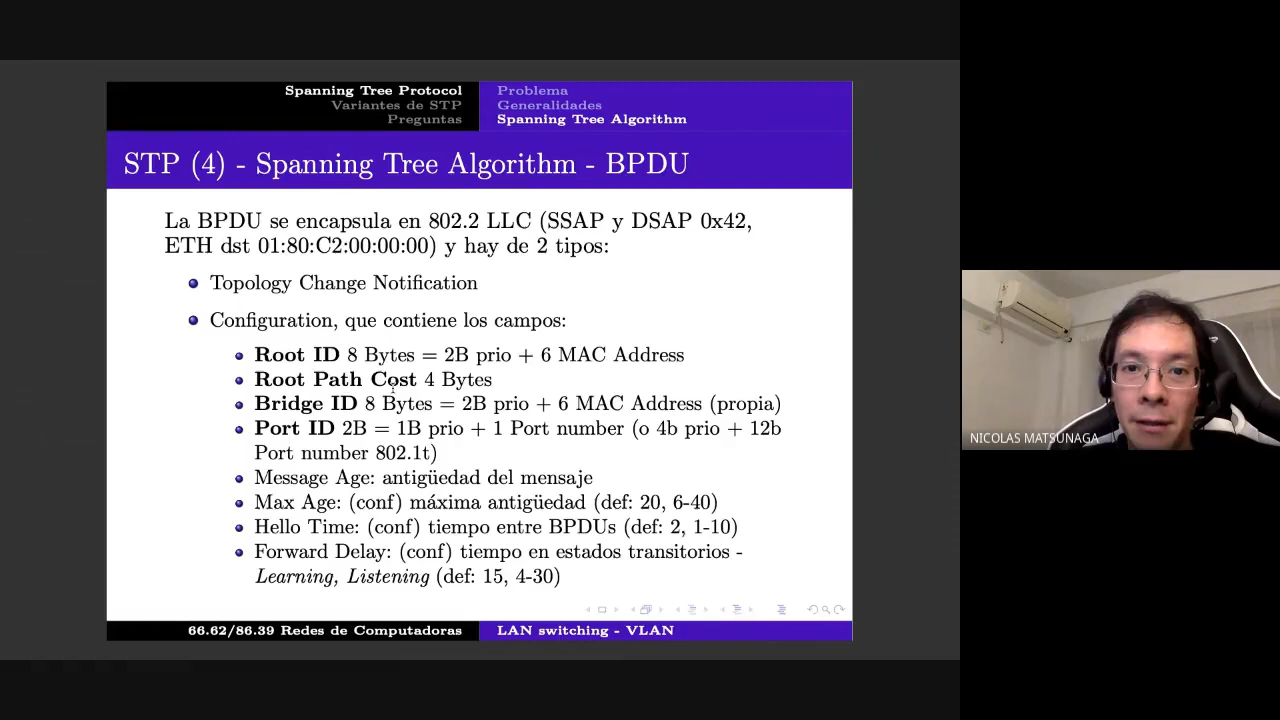 Spanning Tree Protocol
Variantes de STP
Preguntas
Problema
Generalidades
Spanning Tree Algorithm
STP (4) - Spanning Tree Algorithm - BPDU
La BPDU se encapsula en 802.2 LLC (SSAP y DSAP 0x42,
ETH dst 01:80:C2:00:00:00) y hay de 2 tipos:
Topology Change Notification
Configuration, que contiene los campos:
Root ID 8 Bytes = 2B prio + 6 MAC Address
Root Path Cost 4 Bytes
Bridge ID 8 Bytes = 2B prio + 6 MAC Address (propia)
Port ID 2B = 1B prio + 1 Port number (o 4b prio + 12b
Port number 802.1t)
Message Age: antigüedad del mensaje
Max Age: (conf) máxima antigüedad (def: 20, 6-40)
Hello Time: (conf) tiempo entre BPDUs (def: 2, 1-10)
Forward Delay: (conf) tiempo en estados transitorios -
Learning, Listening (def: 15, 4-30)
66.62/86.39 Redes de Computadoras
LAN switching - VLAN
NICOLAS MATSUNAGA